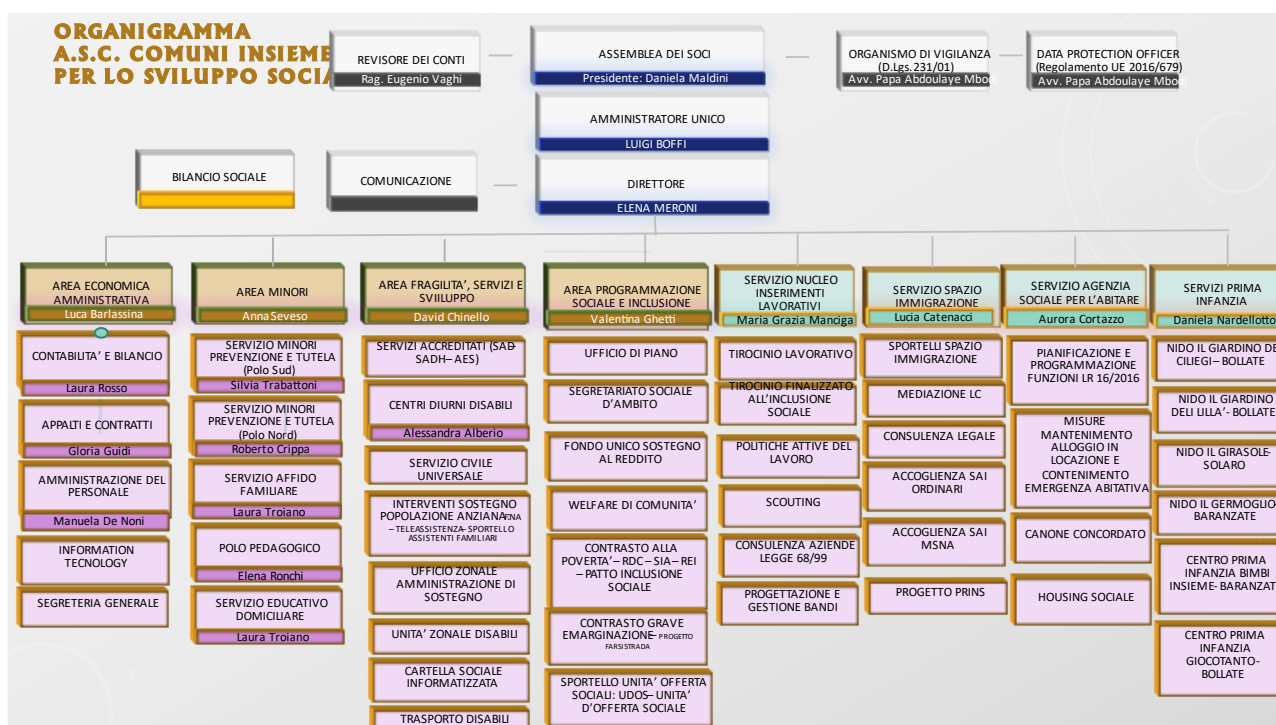 ORGANIGRAMMA
A.S.C. COMUNI INSIEME
PER LO SVILUPPO SOCIA
REVISORE DEI CONTI
Rag. Eugenio Vaghi
ASSEMBLEA DEI SOCI
Presidente: Daniela Maldini
ORGANISMO DI VIGILANZA
(D.Lgs.231/01)
Avv. Papa Abdoulaye Mbod
DATA PROTECTION OFFICER
(Regolamento UE 2016/679)
Avv. Papa Abdoulaye Mbod
AMMINISTRATORE UNICO
LUIGI BOFFI
BILANCIO SOCIALE
COMUNICAZIONE
DIRETTORE
ELENA MERONI
AREA ECONOMICA
AMMINISTRATIVA
Luca Barlassina
CONTABILITA' E BILANCIO
Laura Rosso
APPALTI E CONTRATTI
Gloria Guidi
AMMINISTRAZIONE DEL
PERSONALE
Manuela De Noni
INFORMATION
TECNOLOGY
SEGRETERIA GENERALE
AREA MINORI
Anna Seveso
SERVIZIO MINORI
PREVENZIONE E TUTELA
(Polo Sud)
Silvia Trabattoni
SERVIZIO MINORI
PREVENZIONE E TUTELA
(Polo Nord)
Roberto Crippa
SERVIZIO AFFIDO
FAMILIARE
Laura Troiano
POLO PEDAGOGICO
Elena Ronchi
SERVIZIO EDUCATIVO
DOMICILIARE
Laura Troiano
AREA FRAGILITA', SERVIZI E
SVIILUPPO
David Chinello
SERVIZI ACCREDITATI (SAD–
SADH– AES)
CENTRI DIURNI DISABILI
Alessandra Alberio
SERVIZIO CIVILE
UNIVERSALE
INTERVENTI SOSTEGNO
POPOLAZIONE ANZIANA FNA
– TELEASSISTENZA– SPORTELLO
ASSISTENTI FAMILIARI
UFFICIO ZONALE
AMMINISTRAZIONE DI
SOSTEGNO
UNITA' ZONALE DISABILI
CARTELLA SOCIALE
INFORMATIZZATA
TRASPORTO DISABILI
AREA PROGRAMMAZIONE
SOCIALE E INCLUSIONE
Valentina Ghetti
UFFICIO DI PIANO
SEGRETARIATO SOCIALE
D'AMBITO
FONDO UNICO SOSTEGNO
AL REDDITO
WELFARE DI COMUNITA'
CONTRASTO ALLA
POVERTA'– RDC – SIA – REI
– PATTO INCLUSIONE
SOCIALE
CONTRASTO GRAVE
EMARGINAZIONE– PROGETTO
FARSISTRADA
SPORTELLO UNITA' OFFERTA
SOCIALI: UDOS– UNITA'
D'OFFERTA SOCIALE
SERVIZIO NUCLEO
INSERIMENTI
LAVORATIVI
Maria Grazia Manciga
TIROCINIO LAVORATIVO
TIROCINIO FINALIZZATO
ALL'INCLUSIONE
SOCIALE
POLITICHE ATTIVE DEL
LAVORO
SCOUTING
CONSULENZA AZIENDE
LEGGE 68/99
PROGETTAZIONE E
GESTIONE BANDI
SERVIZIO SPAZIO
IMMIGRAZIONE
Lucia Catenacci
SPORTELLI SPAZIO
IMMIGRAZIONE
MEDIAZIONE LC
CONSULENZA LEGALE
ACCOGLIENZA SAI
ORDINARI
ACCOGLIENZA SAI
MSNA
PROGETTO PRINS
SERVIZIO AGENZIA
SOCIALE PER L'ABITARE
Aurora Cortazzo
PIANIFICAZIONE E
PROGRAMMAZIONE
FUNZIONI LR 16/2016
MISURE
MANTENIMENTO
ALLOGGIO IN
LOCAZIONE E
CONTENIMENTO
EMERGENZA ABITATIVA
CANONE CONCORDATO
HOUSING SOCIALE
SERVIZI PRIMA
INFANZIA
Daniela Nardellotto
NIDO IL GIARDINO DE
CILIEGI– BOLLATE
NIDO IL GIARDINO
DELI LILLA'- BOLLATE
NIDO IL GIRASOLE-
SOLARO
NIDO IL GERMOGLIO-
BARANZATE
CENTRO PRIMA
INFANZIA BIMBI
INSIEME- BARANZAT
CENTRO PRIMA
INFANZIA
GIOCOTANTO-
BOLLATE